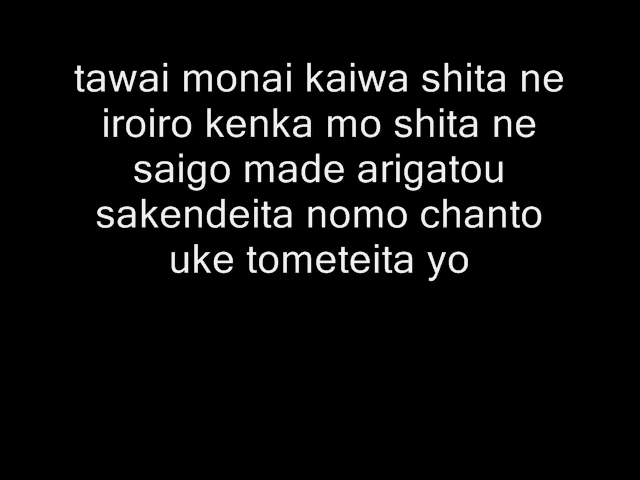 tawai monai kaiwa shita ne
iroiro kenka mo shita ne
saigo made arigatou
sakendeita nomo chanto
uke tometeita yo